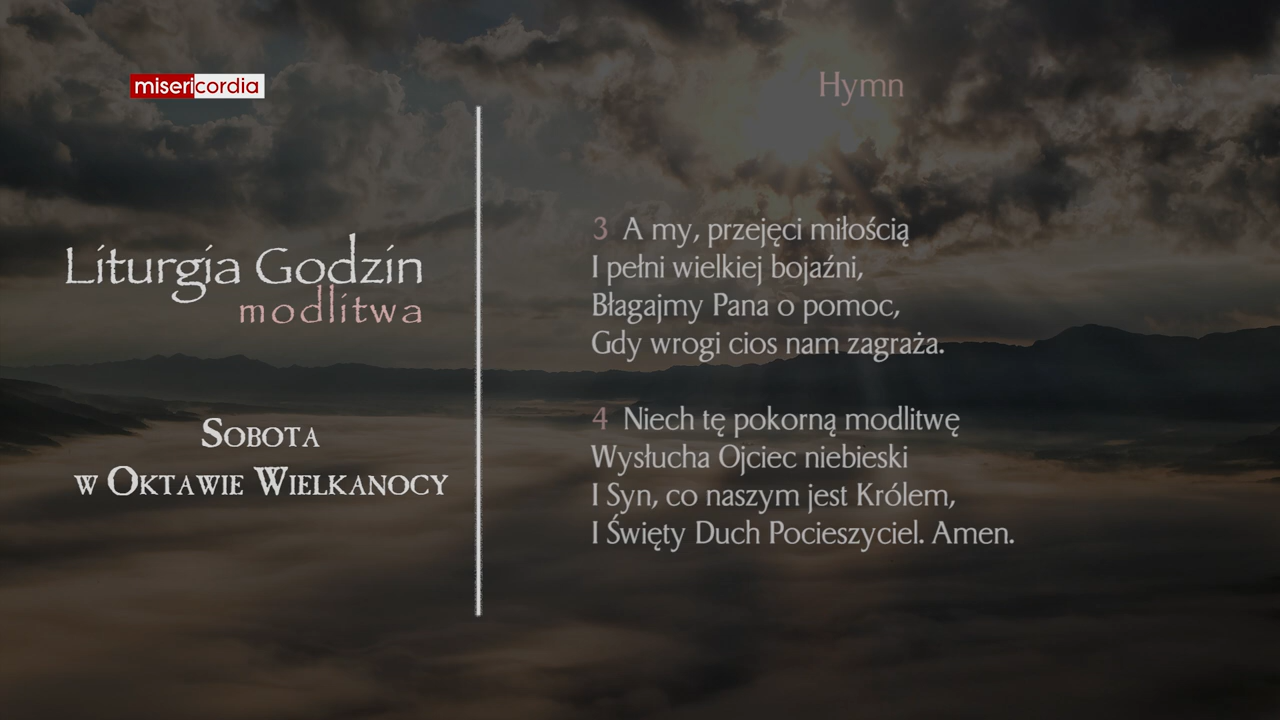 misericordia
Liturgia Godzin
modlitwa
Sobota
w Oktawie Wielkanocy
Hymn
3 A my, przejęci miłością
I pełni wielkiej bojaźni,
Błagajmy Pana o pomoc,
Gdy wrogi cios nam zagraża.
4 Niech tę pokorną modlitwę
Wysłucha Ojciec niebieski
I Syn, co naszym jest Królem,
I Święty Duch Pocieszyciel. Amen.